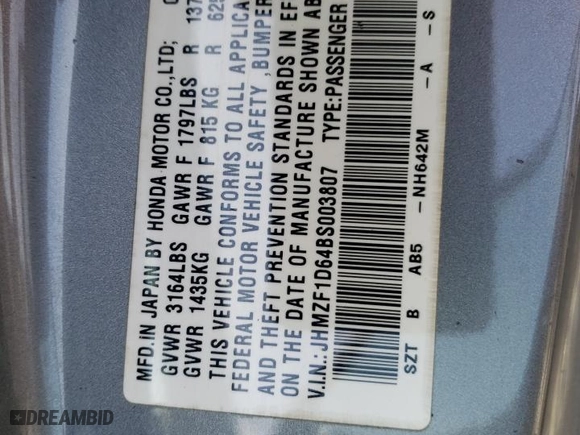 MFD.IN JAPAN BY HONDA MOTOR CO.,LTD;
GVWR 3164LBS GAWR F 1797LBS R 137
GVWR 1435KG GAWR F 815 KG R 625
THIS VEHICLE CONFORMS TO ALL APPLICA
FEDERAL MOTOR VEHICLE SAFETY ,BUMPER
AND THEFT PREVENTION STANDARDS IN EF
ON THE DATE OF MANUFACTURE SHOWN AB
V.I.N.: JHMZF1D64BS003807 TYPE:PASSENGER
SZT B AB5 -NH642M -A -S
DREAMBID